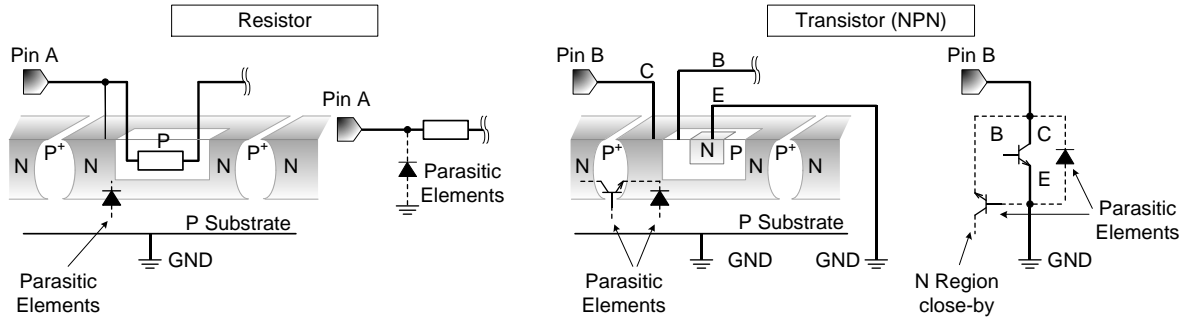 Resistor
Pin A
N
P+
N
P
N
P+
N
Parasitic
Elements
P Substrate
GND
Pin A
Parasitic
Elements
Transistor (NPN)
Pin B
C
B
E
N
P+
N
N
P
N
P+
N
P Substrate
Parasitic
Elements
GND
GND
Pin B
B
C
E
Parasitic
Elements
N Region
close-by